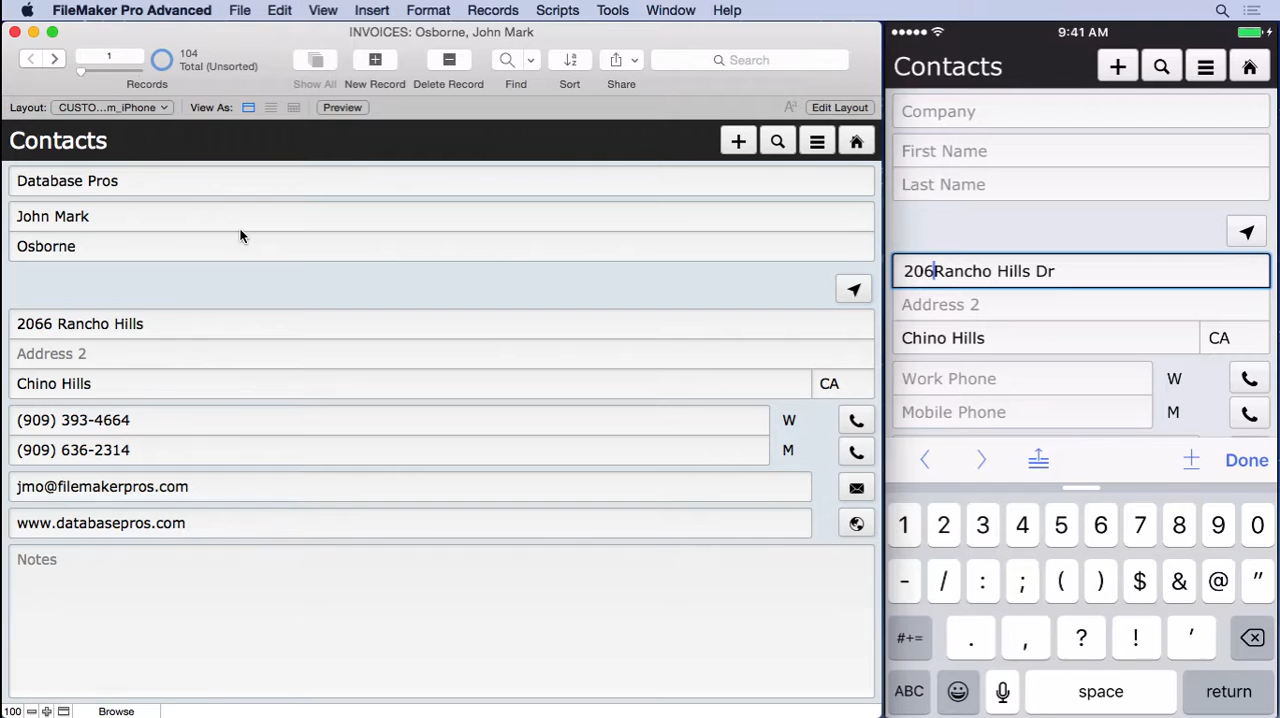 FileMaker Pro Advanced File Edit View Insert Format Records Scripts Tools Window Help
INVOICES: Osborne, John Mark
1
104
Total (Unsorted)
Search
Records Show All New Record Delete Record Find Sort Share
Layout: CUSTO...m_iPhone View As: Preview Aa Edit Layout
Contacts
Database Pros
John Mark
Osborne
2066 Rancho Hills
Address 2
Chino Hills CA
(909) 393-4664 W
(909) 636-2314 M
jmo@filemakerpros.com
www.databasepros.com
Notes
100 Browse
9:41 AM
Contacts
Company
First Name
Last Name
206Rancho Hills Dr
Address 2
Chino Hills CA
Work Phone W
Mobile Phone M
Done
1 2 3 4 5 6 7 8 9 0
- / : ; ( ) $ & @ "
#+= . , ? ! '
ABC space return